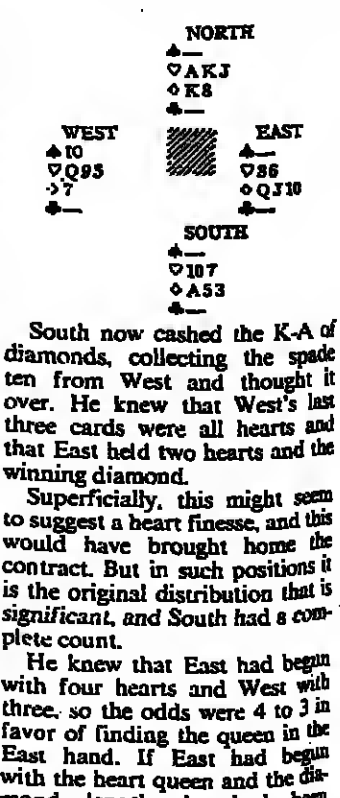 NORTH
♠—
♡AKJ
◇K8
♣—
WEST
♠10
♡Q95
◇7
♣—
EAST
♠—
♡86
◇QJ10
♣—
SOUTH
♠—
♡107
◇A53
♣—
South now cashed the K-A of
diamonds, collecting the spade
ten from West and thought it
over. He knew that West's last
three cards were all hearts and
that East held two hearts and the
winning diamond.
Superficially, this might seem
to suggest a heart finesse, and this
would have brought home the
contract. But in such positions it
is the original distribution that is
significant, and South had a com-
plete count.
He knew that East had begun
with four hearts and West with
three, so the odds were 4 to 3 in
favor of finding the queen in the
East hand. If East had begun
with the heart queen and the dia-